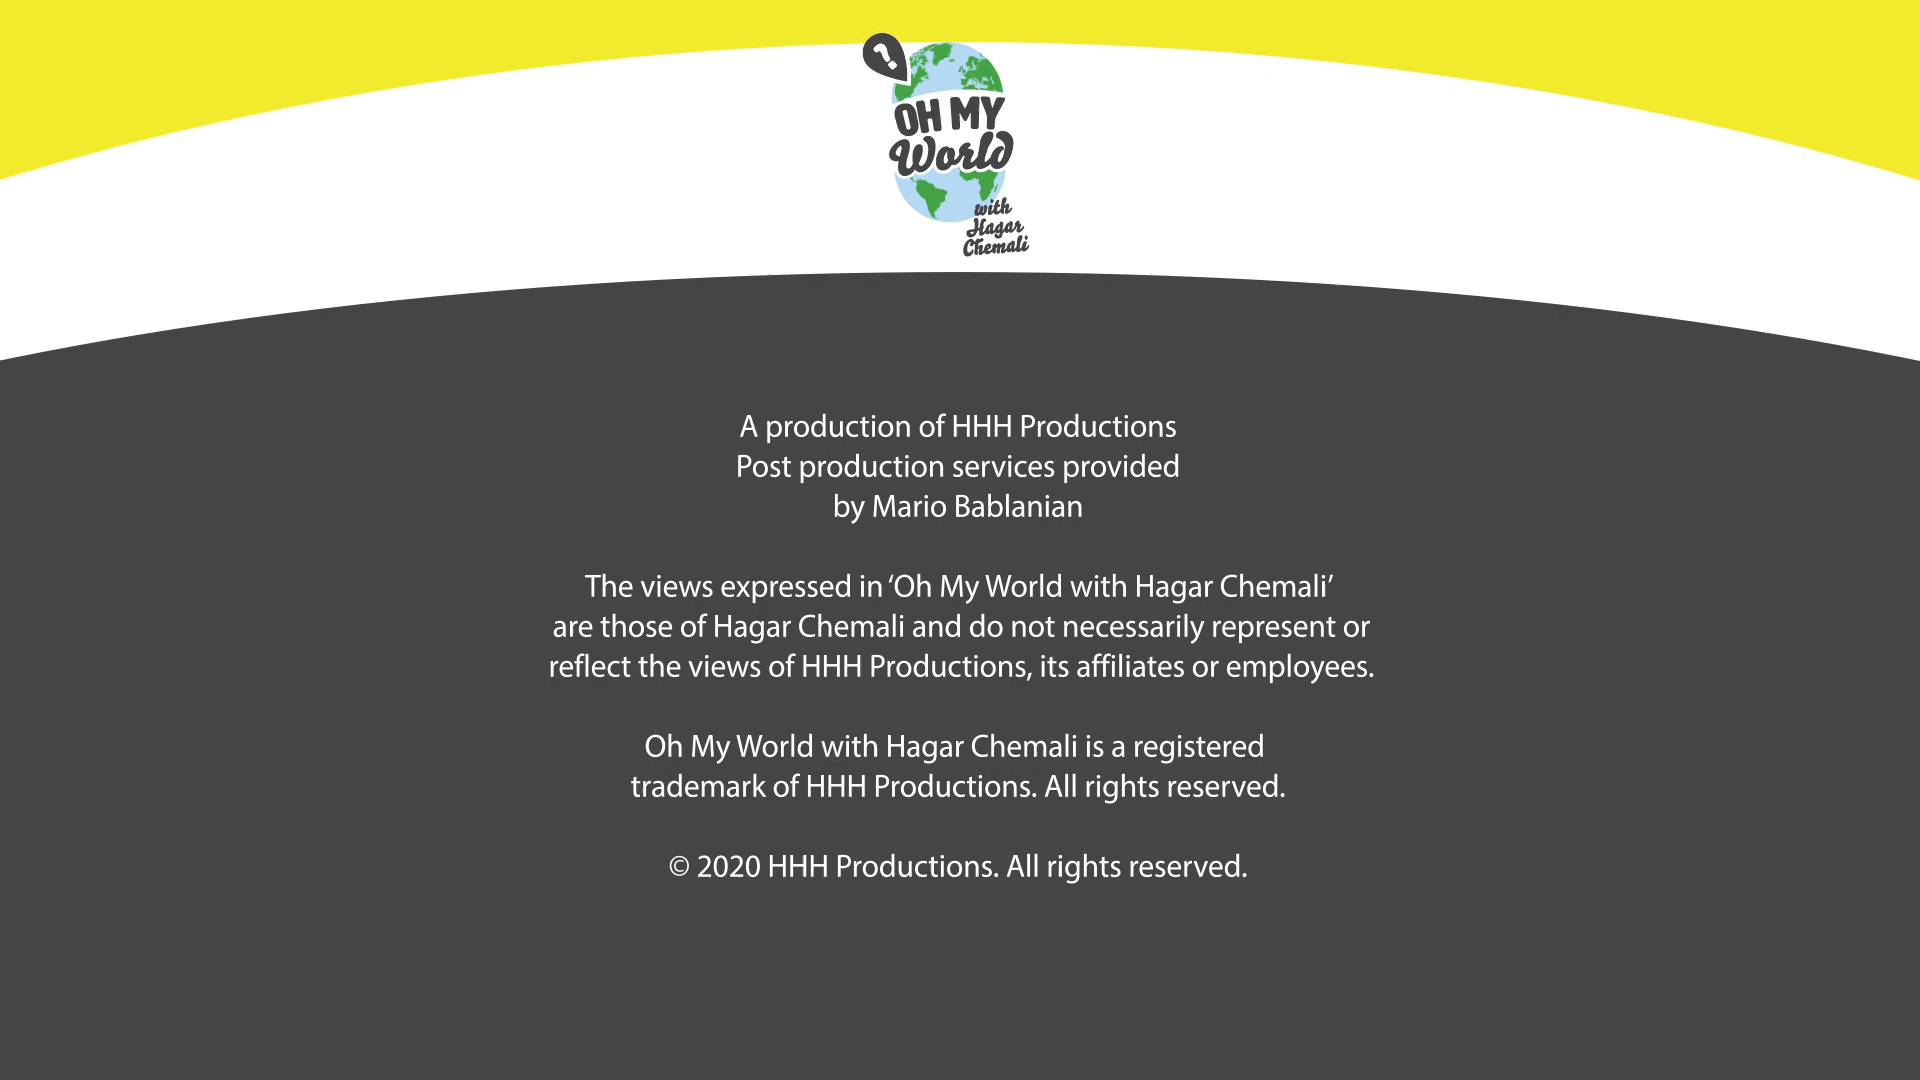 OH MY
World
with
Hagar
Chemali
A production of HHH Productions
Post production services provided
by Mario Bablanian
The views expressed in ‘Oh My World with Hagar Chemali’
are those of Hagar Chemali and do not necessarily represent or
reflect the views of HHH Productions, its affiliates or employees.
Oh My World with Hagar Chemali is a registered
trademark of HHH Productions. All rights reserved.
© 2020 HHH Productions. All rights reserved.